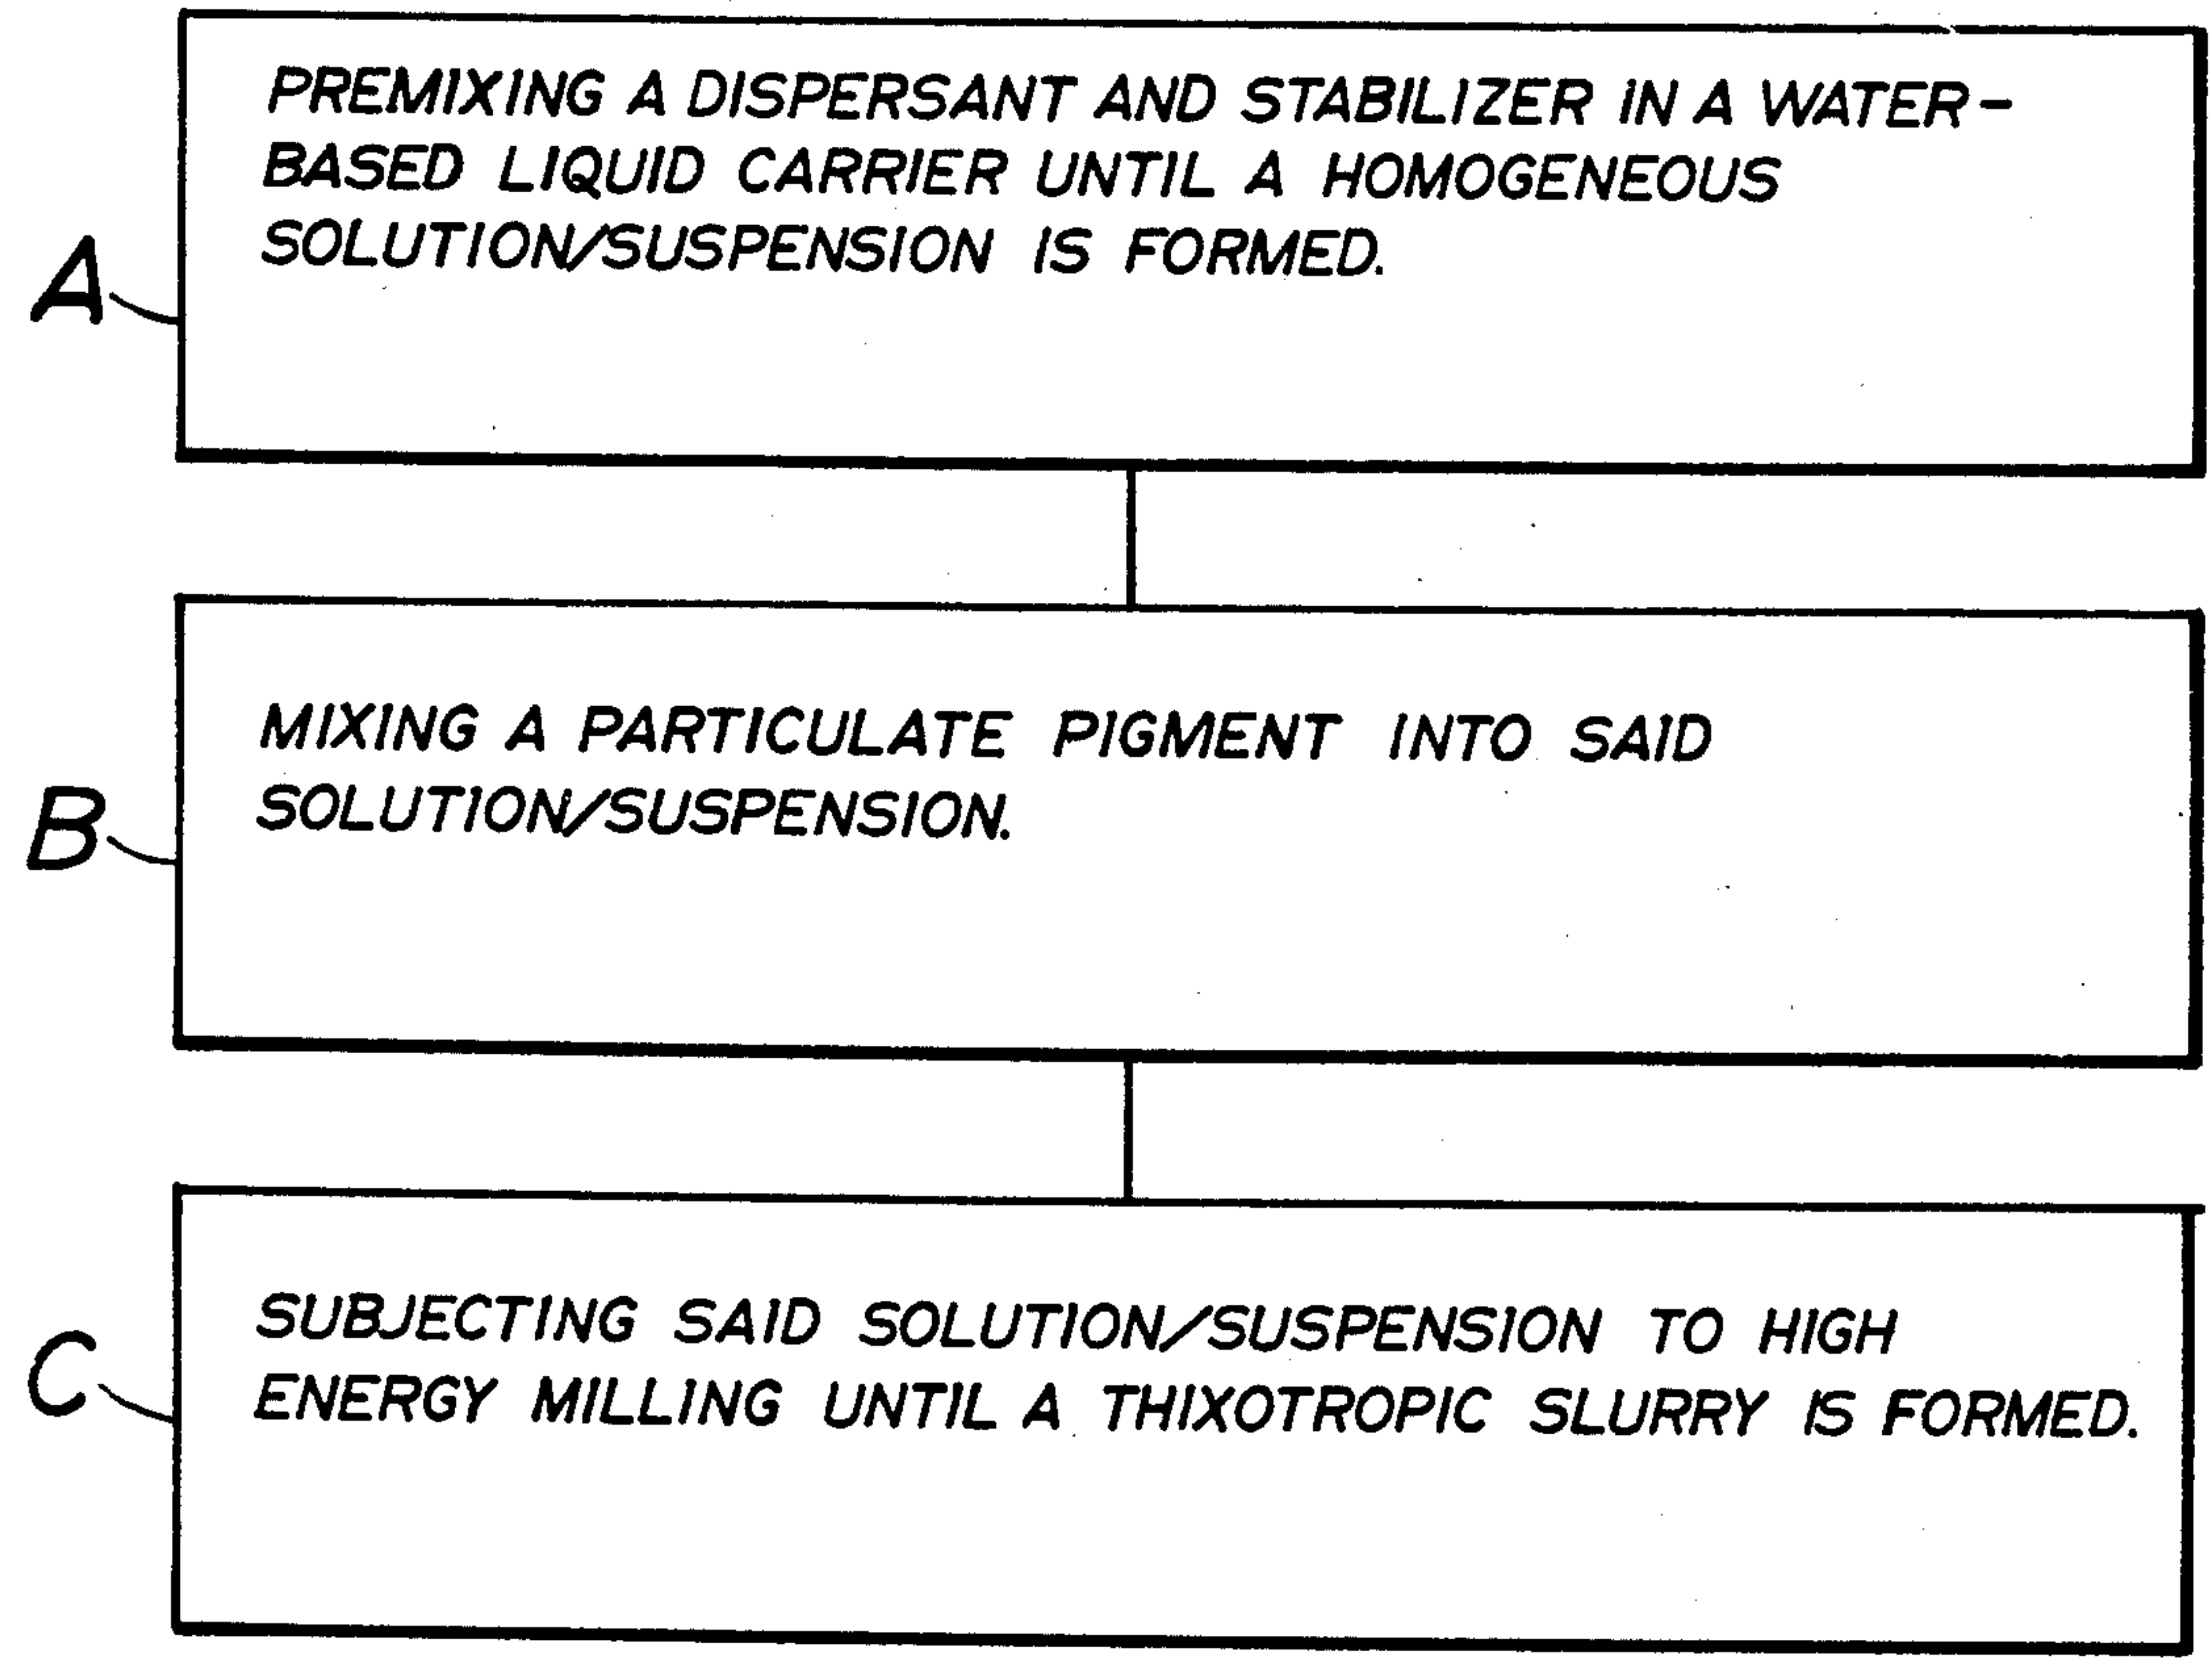 PREMIXING A DISPERSANT AND STABILIZER IN A WATER-
BASED LIQUID CARRIER UNTIL A HOMOGENEOUS
SOLUTION/SUSPENSION IS FORMED.
A
MIXING A PARTICULATE PIGMENT INTO SAID
SOLUTION/SUSPENSION.
B
SUBJECTING SAID SOLUTION/SUSPENSION TO HIGH
ENERGY MILLING UNTIL A THIXOTROPIC SLURRY IS FORMED.
C